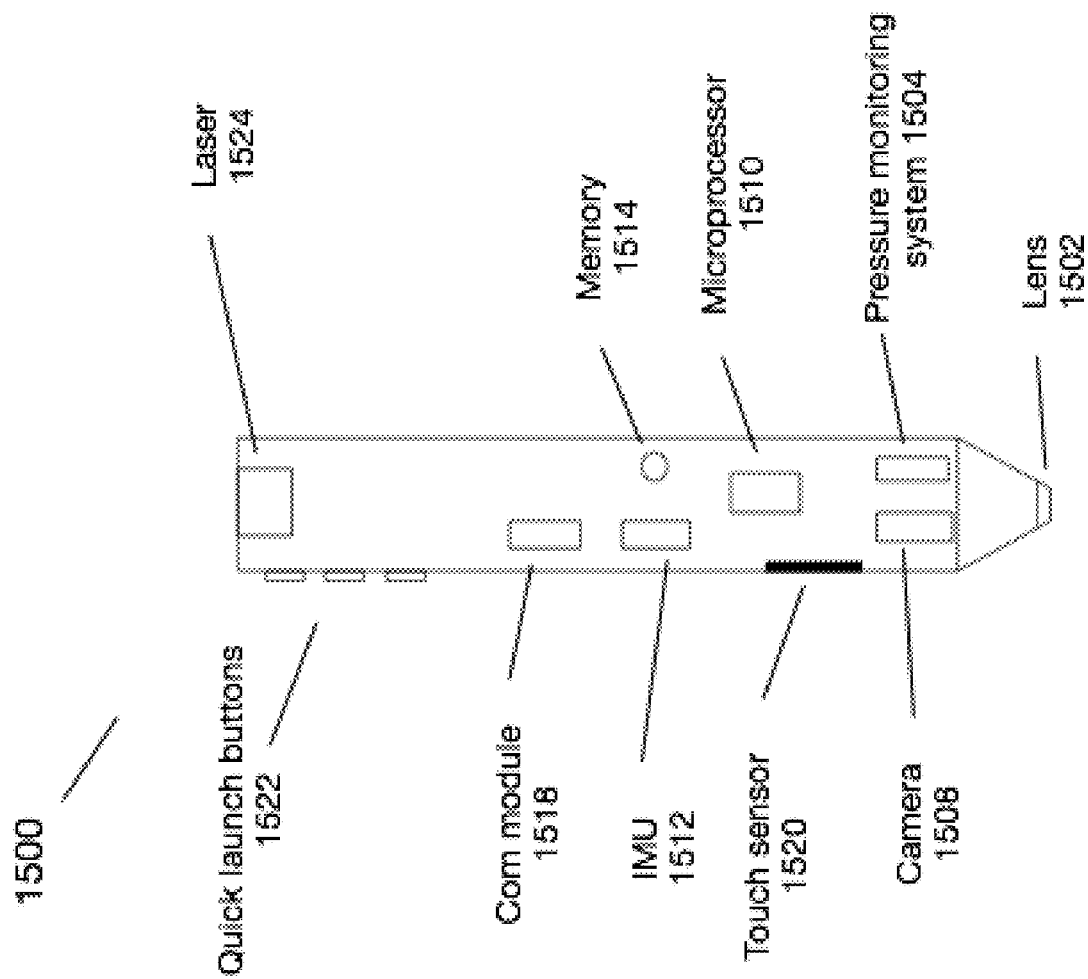 1500
Quick launch buttons
1522
Com module
1518
IMU
1512
Touch sensor
1520
Camera
1508
Laser
1524
Memory
1514
Microprocessor
1510
Pressure monitoring
system 1504
Lens
1502